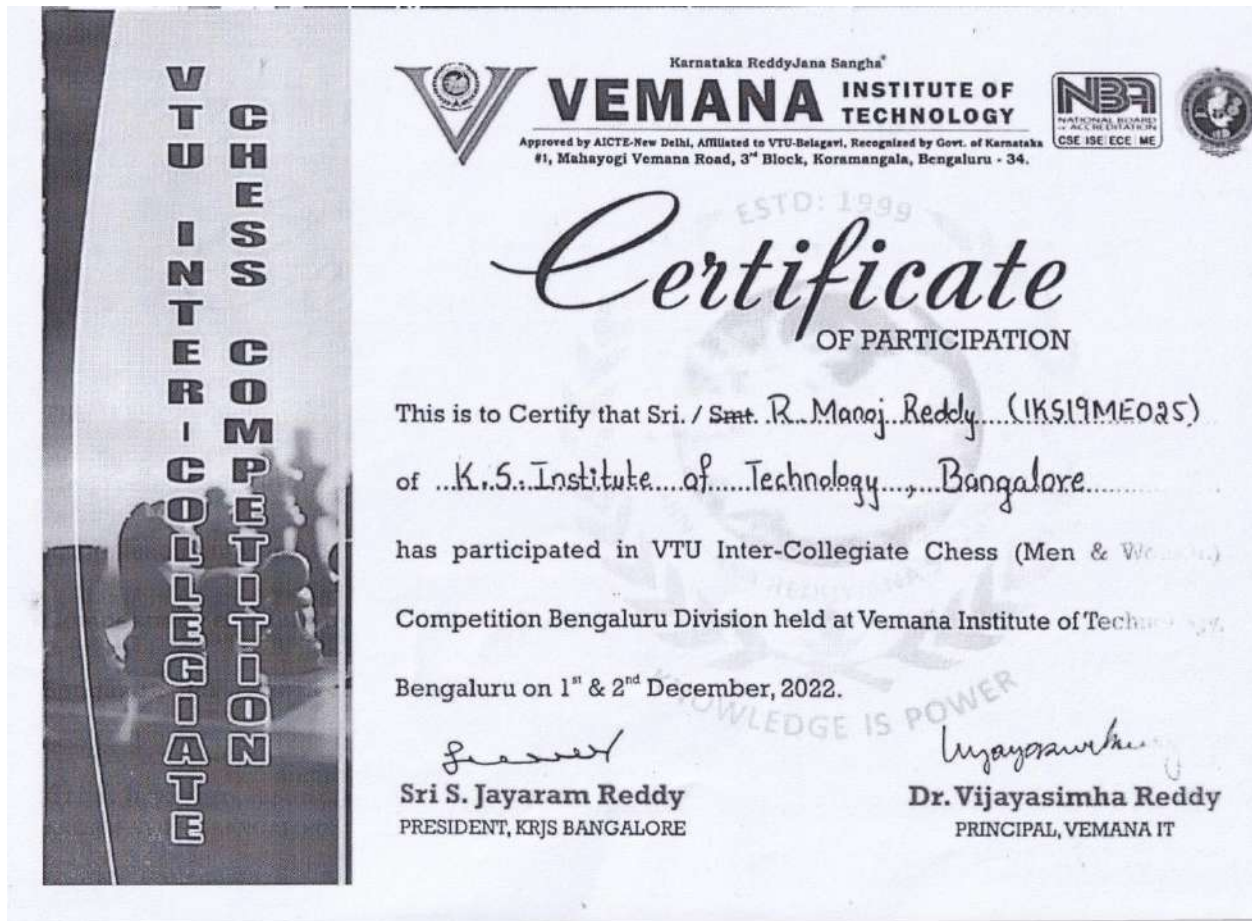 VTU INTER-COLLEGIATE
CHESS COMPETITION
Karnataka ReddyJana Sangha®
VEMANA INSTITUTE OF TECHNOLOGY
Approved by AICTE-New Delhi, Affiliated to VTU-Belagavi, Recognized by Govt. of Karnataka
#1, Mahayogi Vemana Road, 3rd Block, Koramangala, Bengaluru - 34.
NBA
NATIONAL BOARD
of ACCREDITATION
CSE ISE ECE ME
ESTD: 1999
Certificate
OF PARTICIPATION
This is to Certify that Sri. / Smt. R Manoj Reddy (1KS19ME025)
of K.S. Institute of Technology, Bangalore
has participated in VTU Inter-Collegiate Chess (Men & Women)
Competition Bengaluru Division held at Vemana Institute of Technology,
Bengaluru on 1st & 2nd December, 2022.
KNOWLEDGE IS POWER
Sri S. Jayaram Reddy
PRESIDENT, KRJS BANGALORE
Dr. Vijayasimha Reddy
PRINCIPAL, VEMANA IT